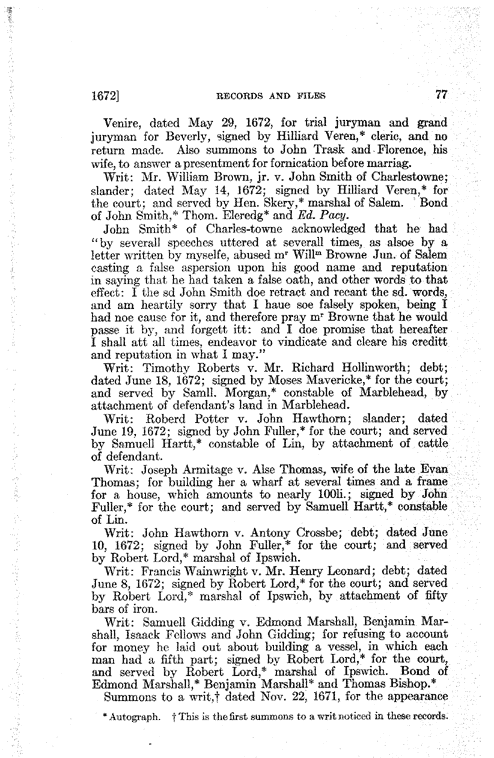 1672] RECORDS AND FILES 77
Venire, dated May 29, 1672, for trial juryman and grand
juryman for Beverly, signed by Hilliard Veren,* cleric, and no
return made. Also summons to John Trask and Florence, his
wife, to answer a presentment for fornication before marriag.
Writ: Mr. William Brown, jr. v. John Smith of Charlestowne;
slander; dated May 14, 1672; signed by Hilliard Veren,* for
the court; and served by Hen. Skery,* marshal of Salem. Bond
of John Smith,* Thom. Eleredg* and Ed. Pacy.
John Smith* of Charles-towne acknowledged that he had
"by severall speeches uttered at severall times, as alsoe by a
letter written by myselfe, abused mr Willm Browne Jun. of Salem
casting a false aspersion upon his good name and reputation
in saying that he had taken a false oath, and other words to that
effect: I the sd John Smith doe retract and recant the sd. words,
and am heartily sorry that I haue soe falsely spoken, being I
had noe cause for it, and therefore pray mr Browne that he would
passe it by, and forgett itt: and I doe promise that hereafter
I shall att all times, endeavor to vindicate and cleare his creditt
and reputation in what I may."
Writ: Timothy Roberts v. Mr. Richard Hollinworth; debt;
dated June 18, 1672; signed by Moses Mavericke,* for the court;
and served by Samll. Morgan,* constable of Marblehead, by
attachment of defendant's land in Marblehead.
Writ: Roberd Potter v. John Hawthorn; slander; dated
June 19, 1672; signed by John Fuller,* for the court; and served
by Samuell Hartt,* constable of Lin, by attachment of cattle
of defendant.
Writ: Joseph Armitage v. Alse Thomas, wife of the late Evan
Thomas; for building her a wharf at several times and a frame
for a house, which amounts to nearly 100li.; signed by John
Fuller,* for the court; and served by Samuell Hartt,* constable
of Lin.
Writ: John Hawthorn v. Antony Crossbe; debt; dated June
10, 1672; signed by John Fuller,* for the court; and served
by Robert Lord,* marshal of Ipswich.
Writ: Francis Wainwright v. Mr. Henry Leonard; debt; dated
June 8, 1672; signed by Robert Lord,* for the court; and served
by Robert Lord,* marshal of Ipswich, by attachment of fifty
bars of iron.
Writ: Samuell Gidding v. Edmond Marshall, Benjamin Mar-
shall, Isaack Fellows and John Gidding; for refusing to account
for money he laid out about building a vessel, in which each
man had a fifth part; signed by Robert Lord,* for the court,
and served by Robert Lord,* marshal of Ipswich. Bond of
Edmond Marshall,* Benjamin Marshall* and Thomas Bishop.*
Summons to a writ,† dated Nov. 22, 1671, for the appearance
* Autograph. † This is the first summons to a writ noticed in these records.